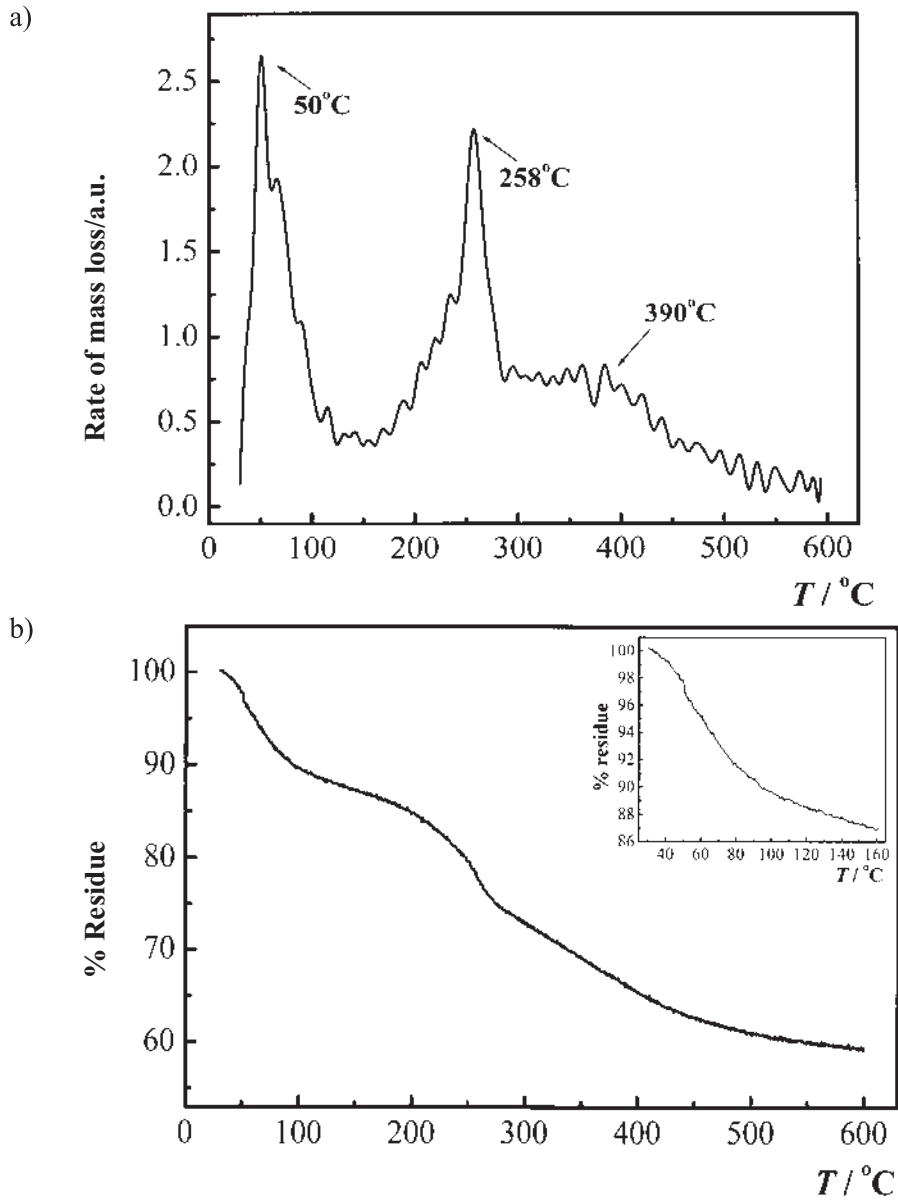 a)
2.5
2.0
1.5
1.0
0.5
0.0
Rate of mass loss/a.u.
50°C
258°C
390°C
0 100 200 300 400 500 600
T / °C
b)
100
90
80
70
60
% Residue
0 100 200 300 400 500 600
T / °C
100
98
96
94
92
90
88
86
% residue
40 60 80 100 120 140 160
T / °C